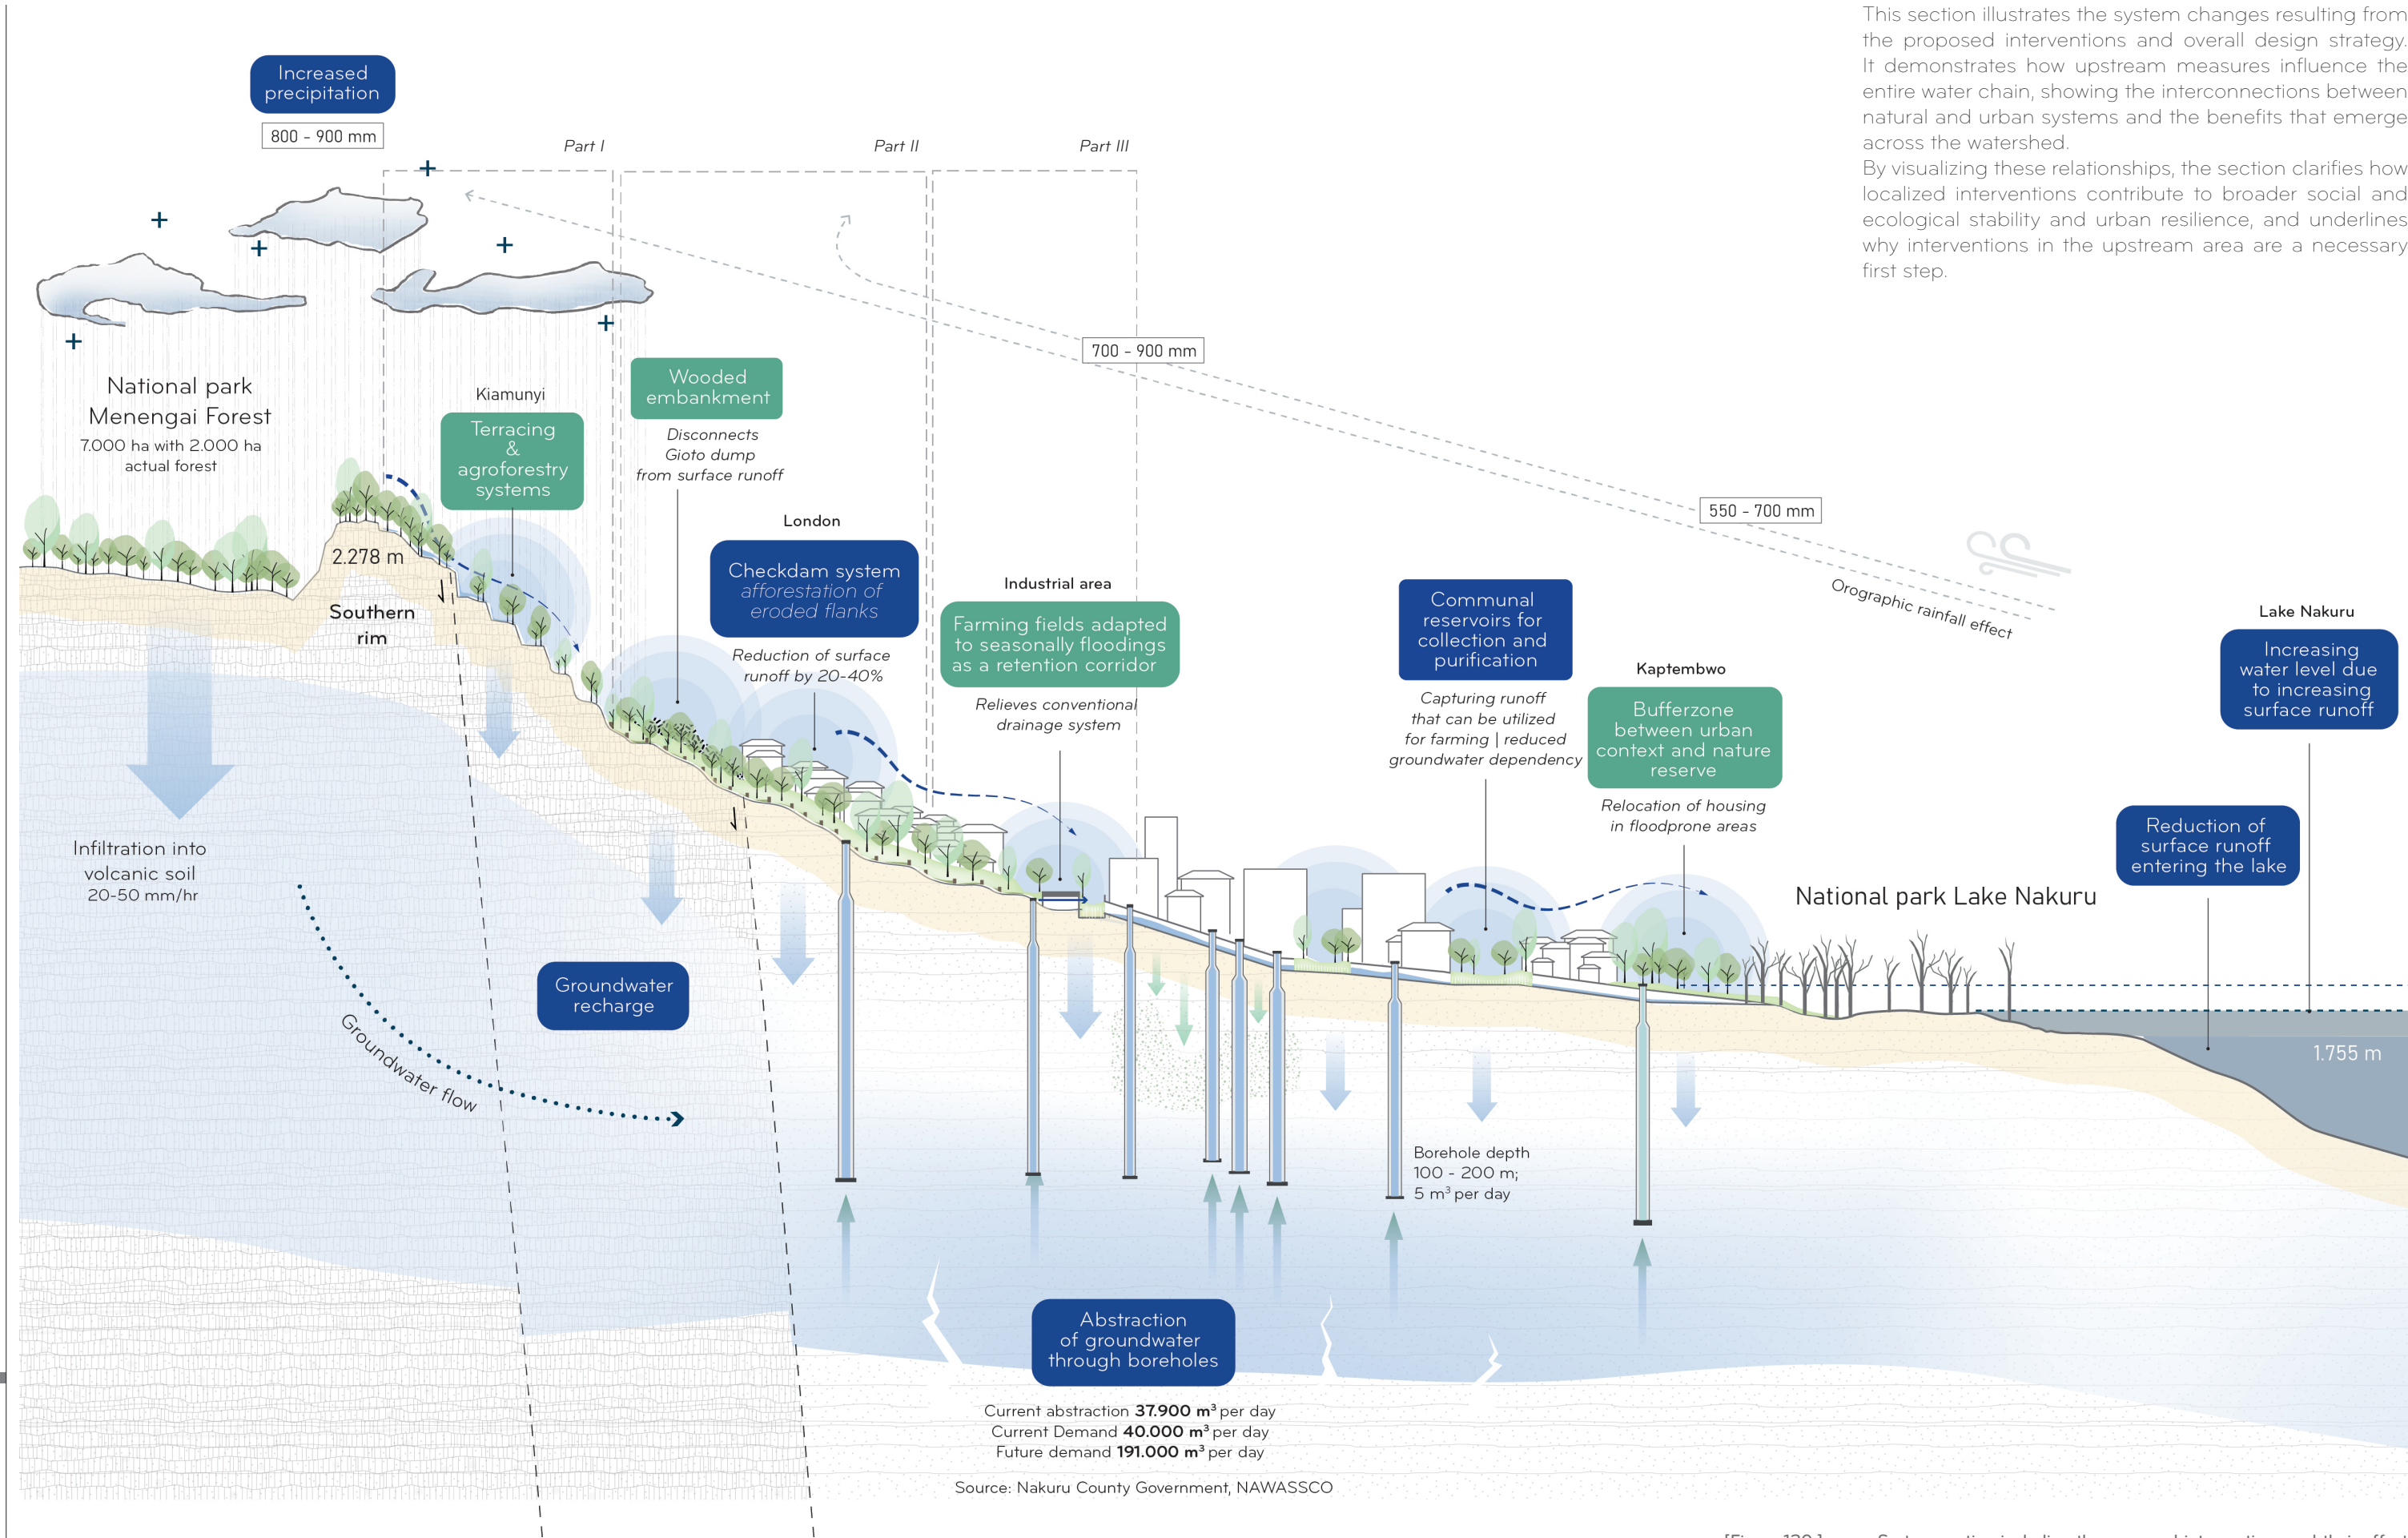 This section illustrates the system changes resulting from
the proposed interventions and overall design strategy.
It demonstrates how upstream measures influence the
entire water chain, showing the interconnections between
natural and urban systems and the benefits that emerge
across the watershed.
By visualizing these relationships, the section clarifies how
localized interventions contribute to broader social and
ecological stability and urban resilience, and underlines
why interventions in the upstream area are a necessary
first step.
Increased
precipitation
800 - 900 mm
Part I
Part II
Part III
700 - 900 mm
550 - 700 mm
Orographic rainfall effect
National park
Menengai Forest
7.000 ha with 2.000 ha
actual forest
Kiamunyi
Terracing
&
agroforestry
systems
Wooded
embankment
Disconnects
Gioto dump
from surface runoff
London
Checkdam system
afforestation of
eroded flanks
Reduction of surface
runoff by 20-40%
Industrial area
Farming fields adapted
to seasonally floodings
as a retention corridor
Relieves conventional
drainage system
Communal
reservoirs for
collection and
purification
Capturing runoff
that can be utilized
for farming | reduced
groundwater dependency
Kaptembwo
Bufferzone
between urban
context and nature
reserve
Relocation of housing
in floodprone areas
Lake Nakuru
Increasing
water level due
to increasing
surface runoff
Reduction of
surface runoff
entering the lake
National park Lake Nakuru
1.755 m
2.278 m
Southern
rim
Infiltration into
volcanic soil
20-50 mm/hr
Groundwater flow
Groundwater
recharge
Borehole depth
100 - 200 m;
5 m³ per day
Abstraction
of groundwater
through boreholes
Current abstraction 37.900 m³ per day
Current Demand 40.000 m³ per day
Future demand 191.000 m³ per day
Source: Nakuru County Government, NAWASSCO